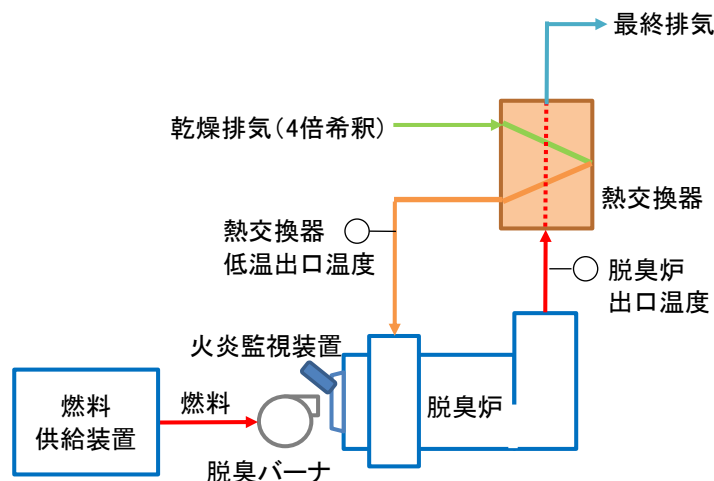 最終排気
乾燥排気（4倍希釈）
熱交換器
熱交換器
低温出口温度
脱臭炉
出口温度
火炎監視装置
燃料
供給装置
燃料
脱臭炉
脱臭バーナ